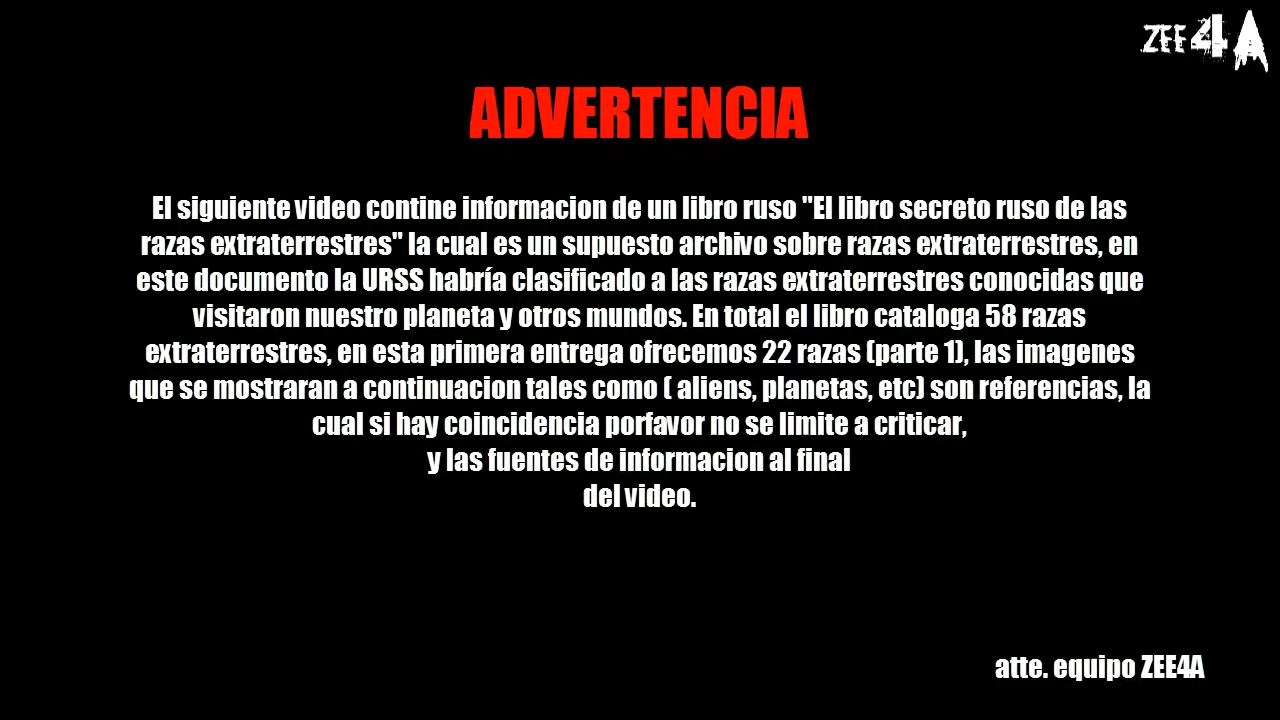 ZEE4A
ADVERTENCIA
El siguiente video contine informacion de un libro ruso "El libro secreto ruso de las
razas extraterrestres" la cual es un supuesto archivo sobre razas extraterrestres, en
este documento la URSS habría clasificado a las razas extraterrestres conocidas que
visitaron nuestro planeta y otros mundos. En total el libro cataloga 58 razas
extraterrestres, en esta primera entrega ofrecemos 22 razas (parte 1), las imagenes
que se mostraran a continuacion tales como ( aliens, planetas, etc) son referencias, la
cual si hay coincidencia porfavor no se limite a criticar,
y las fuentes de informacion al final
del video.
atte. equipo ZEE4A